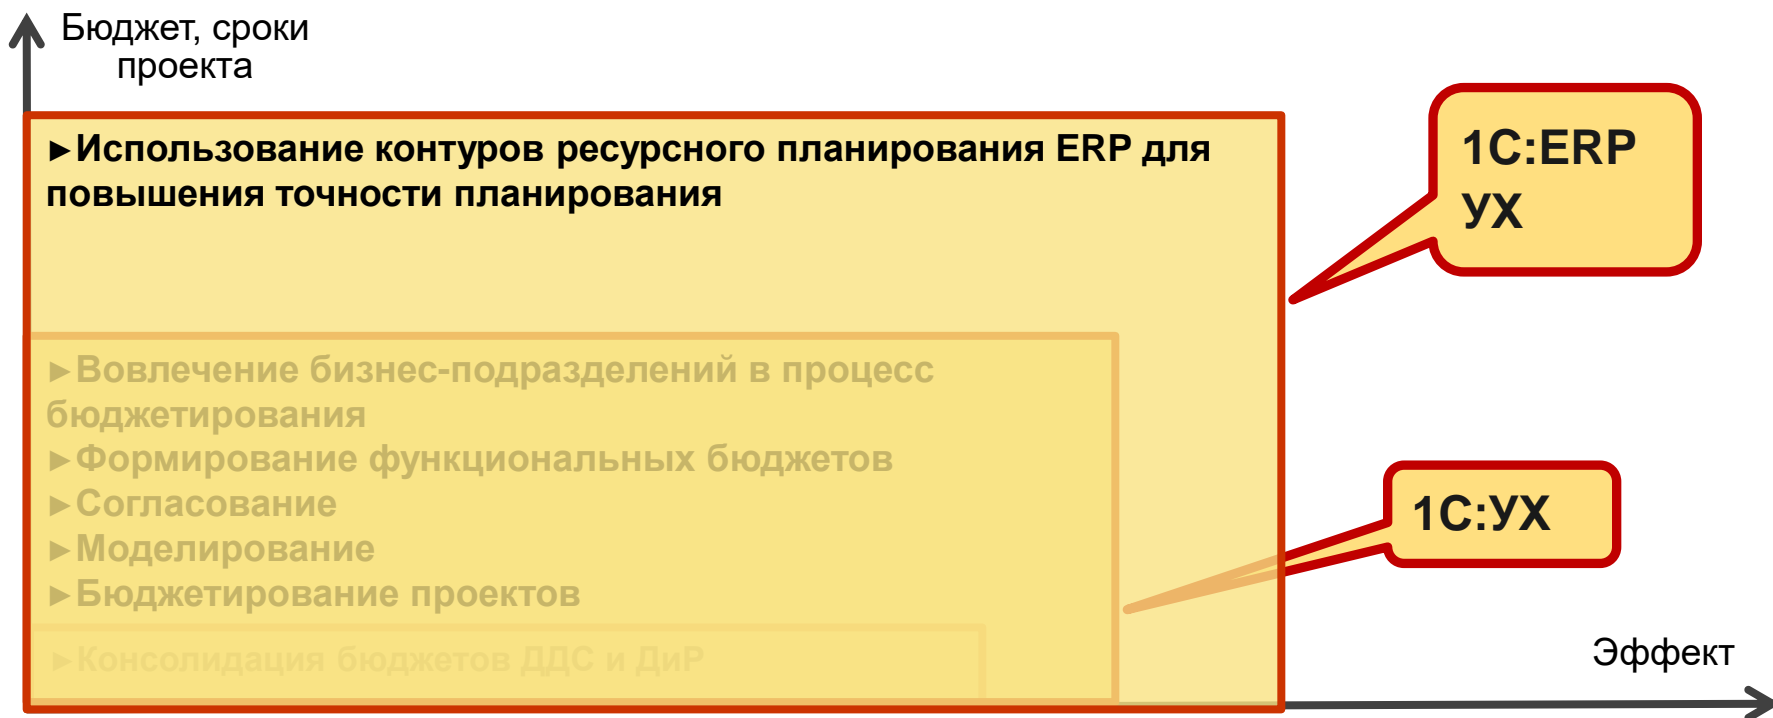 Бюджет, сроки
проекта
►Использование контуров ресурсного планирования ERP для
повышения точности планирования
1С:ERP
УХ
►Вовлечение бизнес-подразделений в процесс
бюджетирования
►Формирование функциональных бюджетов
►Согласование
►Моделирование
►Бюджетирование проектов
1С:УХ
►Консолидация бюджетов ДДС и ДиР
Эффект